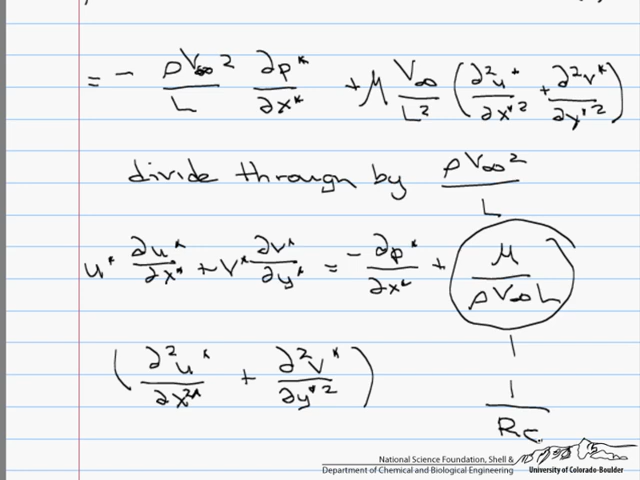 = - ρV∞²/L ∂p*/∂x* + μ V∞/L² (∂²u*/∂x*² + ∂²v*/∂y*²)
divide through by ρV∞²/L
u* ∂u*/∂x* + v* ∂v*/∂y* = - ∂p*/∂x* + μ/ρV∞L
(∂²u*/∂x²* + ∂²v*/∂y*²)
1/Re
National Science Foundation, Shell &
Department of Chemical and Biological Engineering
University of Colorado-Boulder